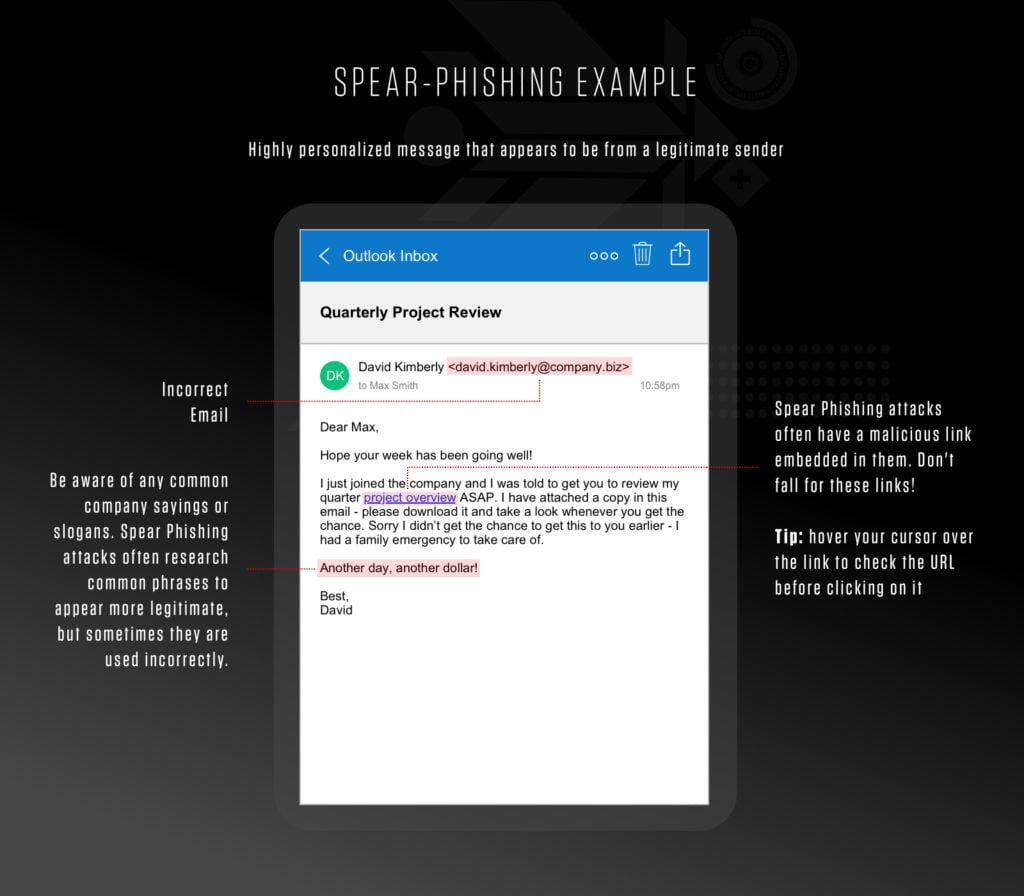 SPEAR-PHISHING EXAMPLE
Highly personalized message that appears to be from a legitimate sender
Outlook Inbox
Quarterly Project Review
DK
David Kimberly <david.kimberly@company.biz>
to Max Smith
10:58pm
Dear Max,
Hope your week has been going well!
I just joined the company and I was told to get you to review my
quarter project overview ASAP. I have attached a copy in this
email - please download it and take a look whenever you get the
chance. Sorry I didn't get the chance to get this to you earlier - I
had a family emergency to take care of.
Another day, another dollar!
Best,
David
Incorrect
Email
Be aware of any common
company sayings or
slogans. Spear Phishing
attacks often research
common phrases to
appear more legitimate,
but sometimes they are
used incorrectly.
Spear Phishing attacks
often have a malicious link
embedded in them. Don't
fall for these links!
Tip: hover your cursor over
the link to check the URL
before clicking on it